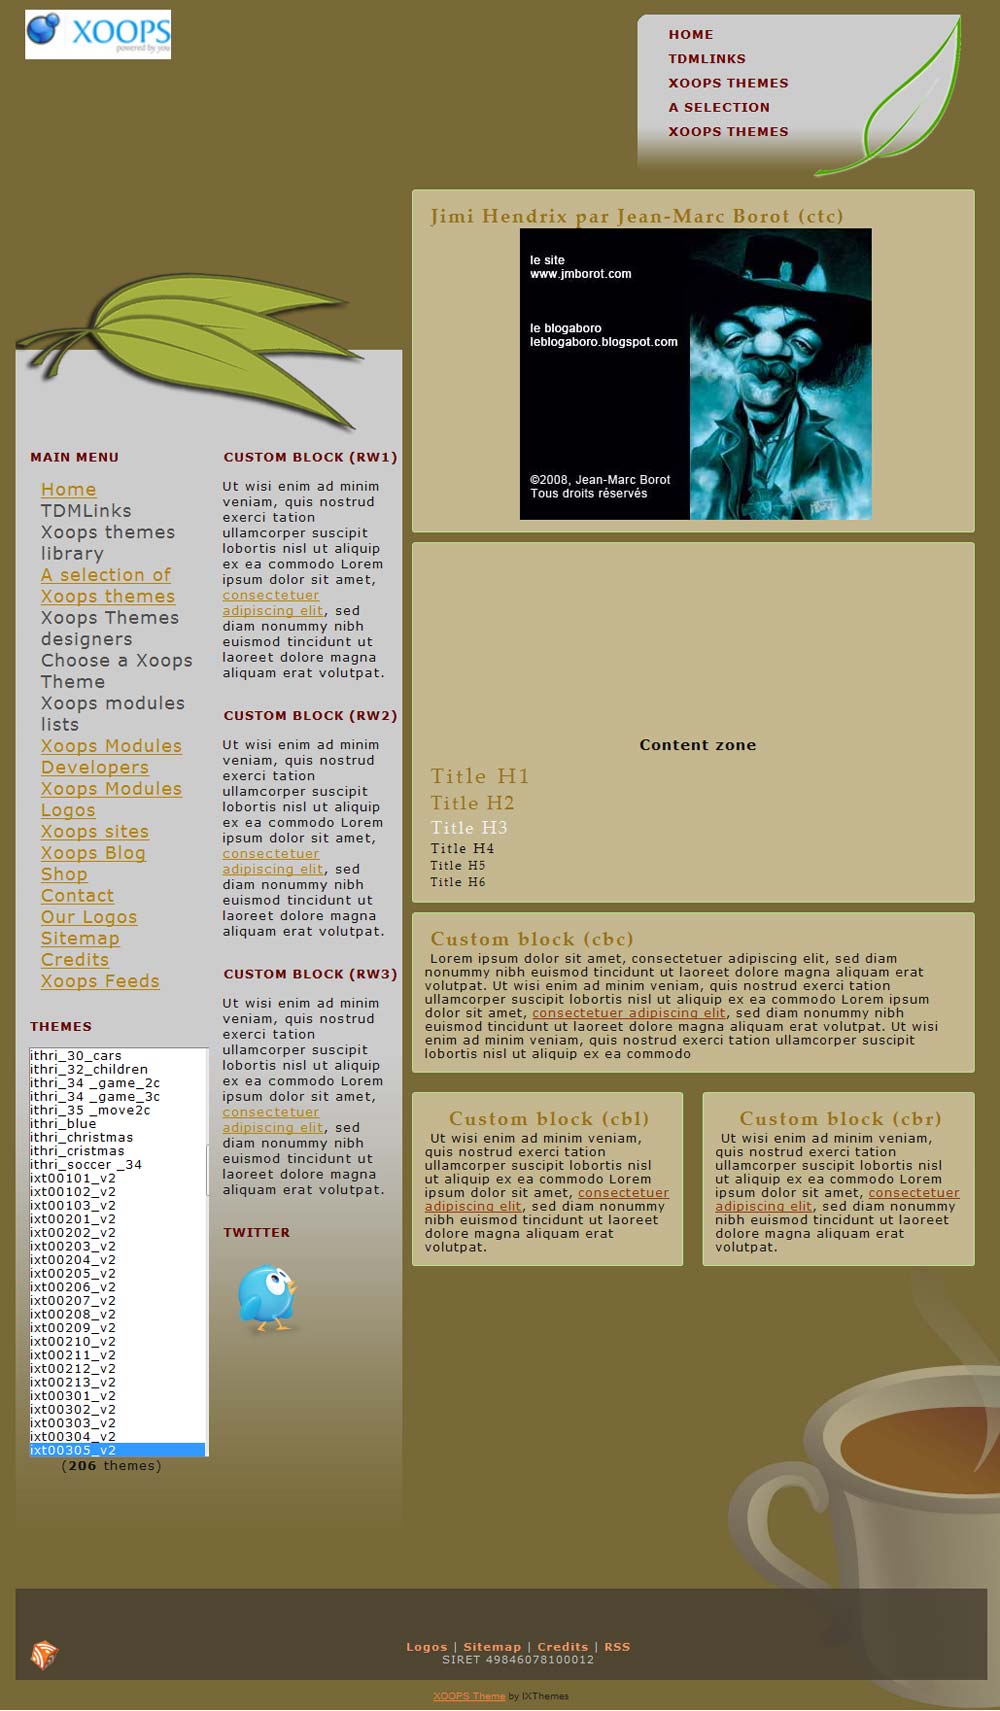 XOOPS
powered by you
HOME
TDMLINKS
XOOPS THEMES
A SELECTION
XOOPS THEMES
Jimi Hendrix par Jean-Marc Borot (ctc)
le site
www.jmborot.com
le blogaboro
leblogaboro.blogspot.com
©2008, Jean-Marc Borot
Tous droits réservés
MAIN MENU
Home
TDMLinks
Xoops themes
library
A selection of
Xoops themes
Xoops Themes
designers
Choose a Xoops
Theme
Xoops modules
lists
Xoops Modules
Developers
Xoops Modules
Logos
Xoops sites
Xoops Blog
Shop
Contact
Our Logos
Sitemap
Credits
Xoops Feeds
THEMES
ithri_30_cars
ithri_32_children
ithri_34 _game_2c
ithri_34 _game_3c
ithri_35 _move2c
ithri_blue
ithri_christmas
ithri_cristmas
ithri_soccer _34
ixt00101_v2
ixt00102_v2
ixt00103_v2
ixt00201_v2
ixt00202_v2
ixt00203_v2
ixt00204_v2
ixt00205_v2
ixt00206_v2
ixt00207_v2
ixt00208_v2
ixt00209_v2
ixt00210_v2
ixt00211_v2
ixt00212_v2
ixt00213_v2
ixt00301_v2
ixt00302_v2
ixt00303_v2
ixt00304_v2
ixt00305_v2
(206 themes)
CUSTOM BLOCK (RW1)
Ut wisi enim ad minim
veniam, quis nostrud
exerci tation
ullamcorper suscipit
lobortis nisl ut aliquip
ex ea commodo Lorem
ipsum dolor sit amet,
consectetuer
adipiscing elit, sed
diam nonummy nibh
euismod tincidunt ut
laoreet dolore magna
aliquam erat volutpat.
CUSTOM BLOCK (RW2)
Ut wisi enim ad minim
veniam, quis nostrud
exerci tation
ullamcorper suscipit
lobortis nisl ut aliquip
ex ea commodo Lorem
ipsum dolor sit amet,
consectetuer
adipiscing elit, sed
diam nonummy nibh
euismod tincidunt ut
laoreet dolore magna
aliquam erat volutpat.
CUSTOM BLOCK (RW3)
Ut wisi enim ad minim
veniam, quis nostrud
exerci tation
ullamcorper suscipit
lobortis nisl ut aliquip
ex ea commodo Lorem
ipsum dolor sit amet,
consectetuer
adipiscing elit, sed
diam nonummy nibh
euismod tincidunt ut
laoreet dolore magna
aliquam erat volutpat.
TWITTER
Content zone
Title H1
Title H2
Title H3
Title H4
Title H5
Title H6
Custom block (cbc)
Lorem ipsum dolor sit amet, consectetuer adipiscing elit, sed diam
nonummy nibh euismod tincidunt ut laoreet dolore magna aliquam erat
volutpat. Ut wisi enim ad minim veniam, quis nostrud exerci tation
ullamcorper suscipit lobortis nisl ut aliquip ex ea commodo Lorem ipsum
dolor sit amet, consectetuer adipiscing elit, sed diam nonummy nibh
euismod tincidunt ut laoreet dolore magna aliquam erat volutpat. Ut wisi
enim ad minim veniam, quis nostrud exerci tation ullamcorper suscipit
lobortis nisl ut aliquip ex ea commodo
Custom block (cbl)
Ut wisi enim ad minim veniam,
quis nostrud exerci tation
ullamcorper suscipit lobortis nisl
ut aliquip ex ea commodo Lorem
ipsum dolor sit amet, consectetuer
adipiscing elit, sed diam nonummy
nibh euismod tincidunt ut laoreet
dolore magna aliquam erat
volutpat.
Custom block (cbr)
Ut wisi enim ad minim veniam,
quis nostrud exerci tation
ullamcorper suscipit lobortis nisl
ut aliquip ex ea commodo Lorem
ipsum dolor sit amet, consectetuer
adipiscing elit, sed diam nonummy
nibh euismod tincidunt ut laoreet
dolore magna aliquam erat
volutpat.
Logos | Sitemap | Credits | RSS
SIRET 49846078100012
XOOPS Theme by IXThemes